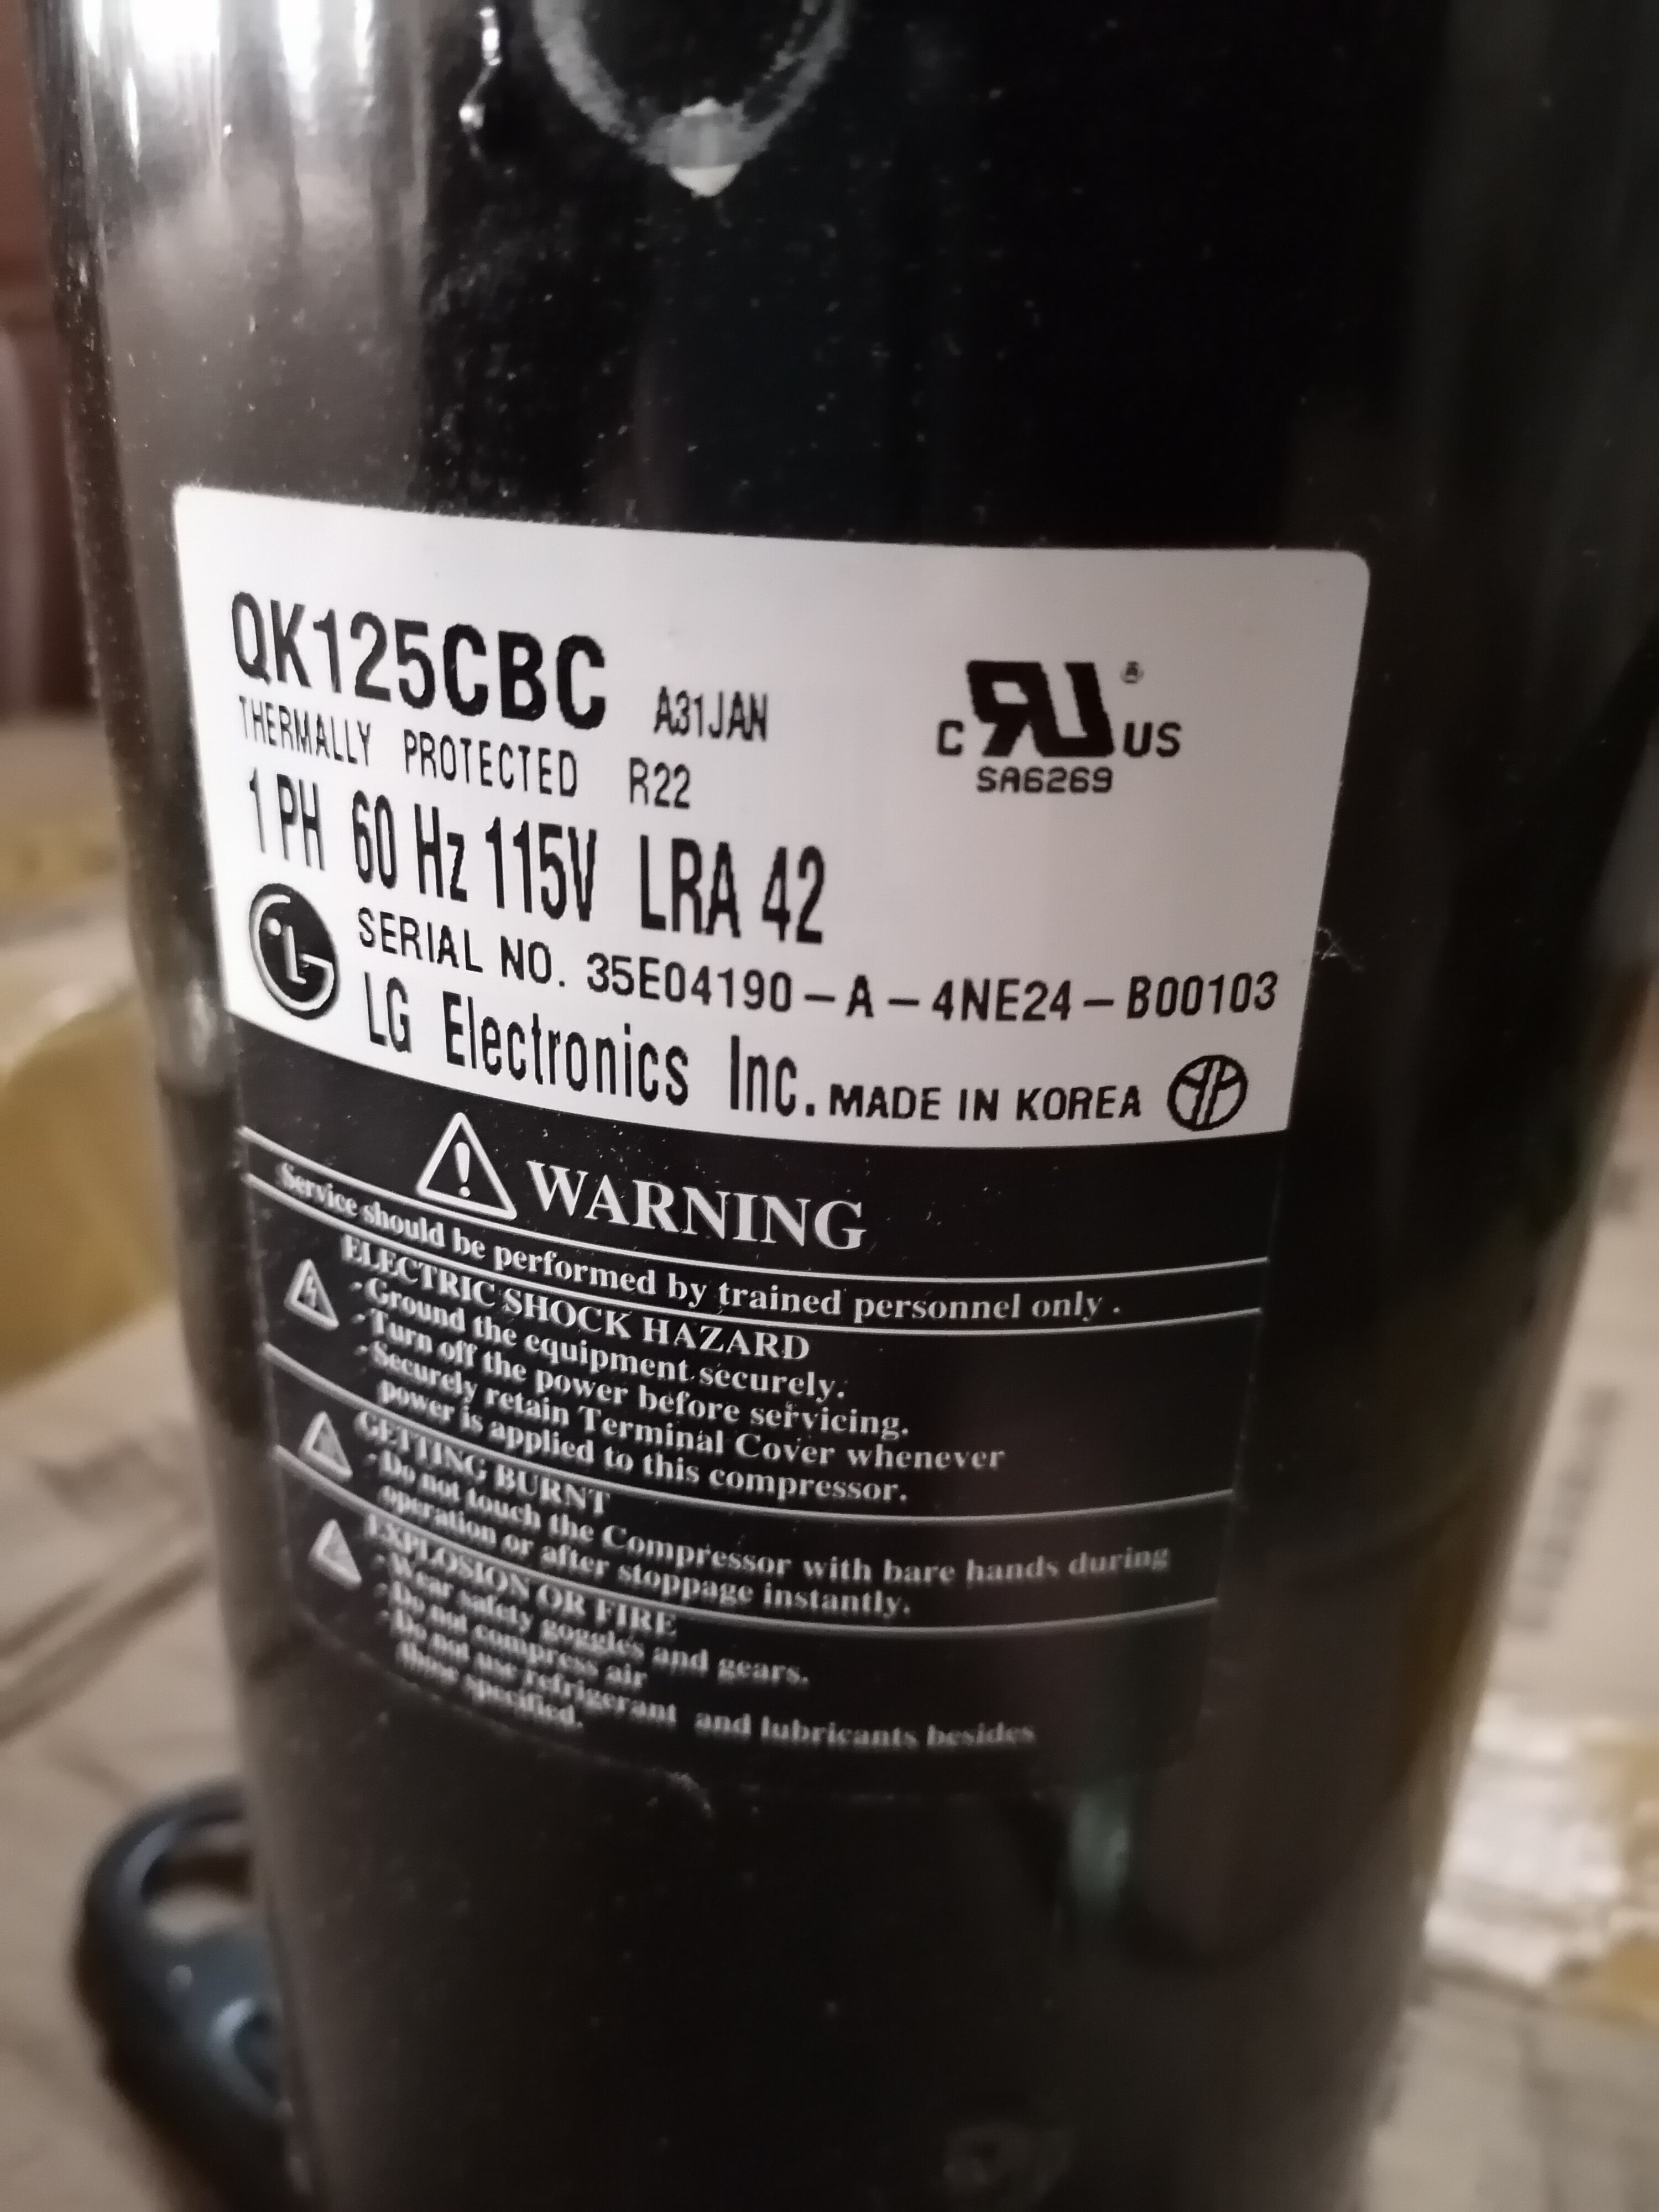 QK125CBC A31JAN
THERMALLY PROTECTED R22
1 PH 60 Hz 115V LRA 42
c RU ® US
SA6269
SERIAL NO. 35E04190-A-4NE24-B00103
LG LG Electronics Inc. MADE IN KOREA
WARNING
Service should be performed by trained personnel only.
ELECTRIC SHOCK HAZARD
-Ground the equipment securely.
-Turn off the power before servicing.
-Securely retain Terminal Cover whenever
power is applied to this compressor.
GETTING BURNT
-Do not touch the Compressor with bare hands during
operation or after stoppage instantly.
EXPLOSION OR FIRE
-Wear safety goggles and gears.
-Do not compress air
-Do not use refrigerant and lubricants besides
those specified.